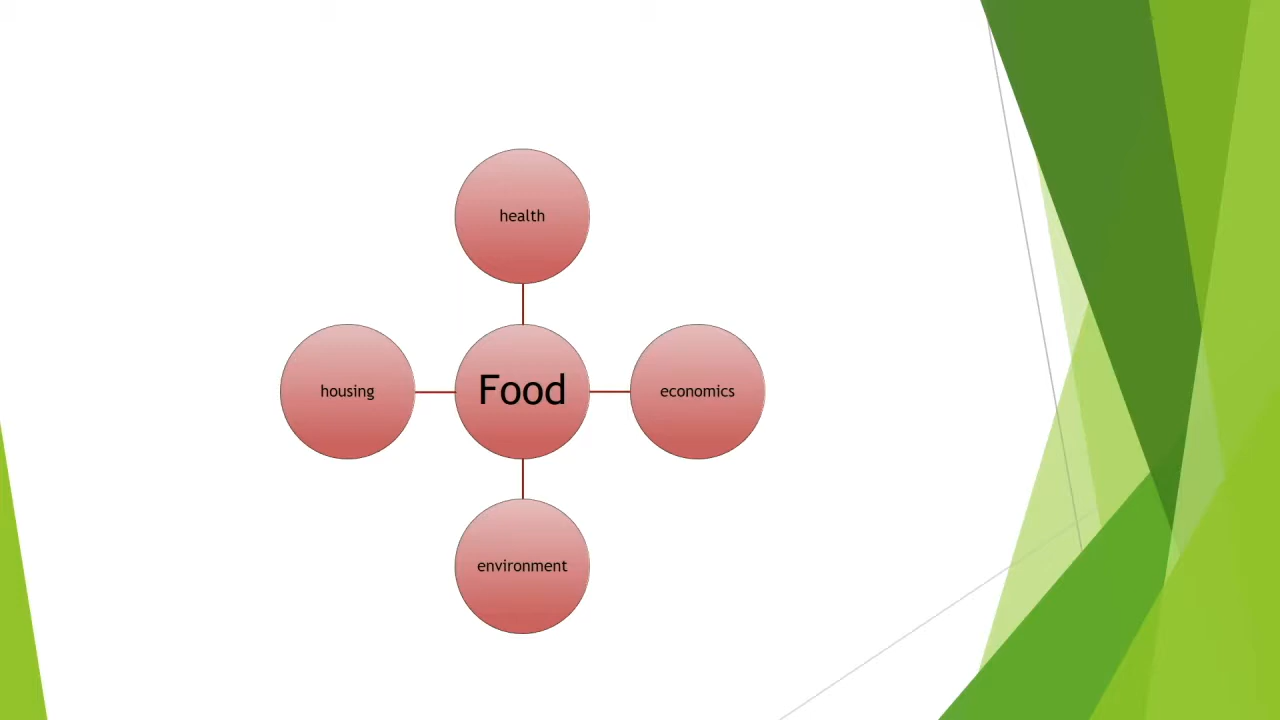 health
housing
Food
economics
environment